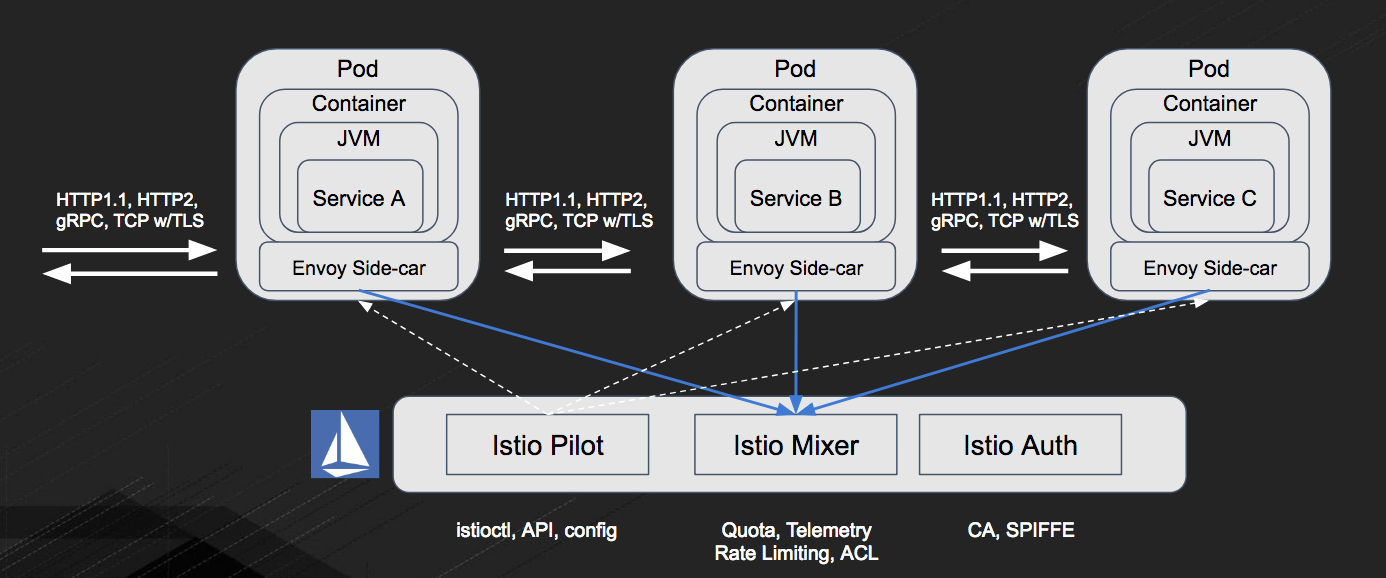 Pod
Container
JVM
Service A
Envoy Side-car
Pod
Container
JVM
Service B
Envoy Side-car
Pod
Container
JVM
Service C
Envoy Side-car
HTTP1.1, HTTP2,
gRPC, TCP w/TLS
HTTP1.1, HTTP2,
gRPC, TCP w/TLS
HTTP1.1, HTTP2,
gRPC, TCP w/TLS
Istio Pilot
Istio Mixer
Istio Auth
istioctl, API, config
Quota, Telemetry
Rate Limiting, ACL
CA, SPIFFE